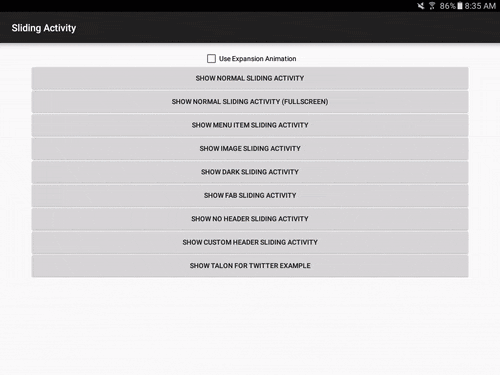 86% 8:35 AM
Sliding Activity
Use Expansion Animation
SHOW NORMAL SLIDING ACTIVITY
SHOW NORMAL SLIDING ACTIVITY (FULLSCREEN)
SHOW MENU ITEM SLIDING ACTIVITY
SHOW IMAGE SLIDING ACTIVITY
SHOW DARK SLIDING ACTIVITY
SHOW FAB SLIDING ACTIVITY
SHOW NO HEADER SLIDING ACTIVITY
SHOW CUSTOM HEADER SLIDING ACTIVITY
SHOW TALON FOR TWITTER EXAMPLE